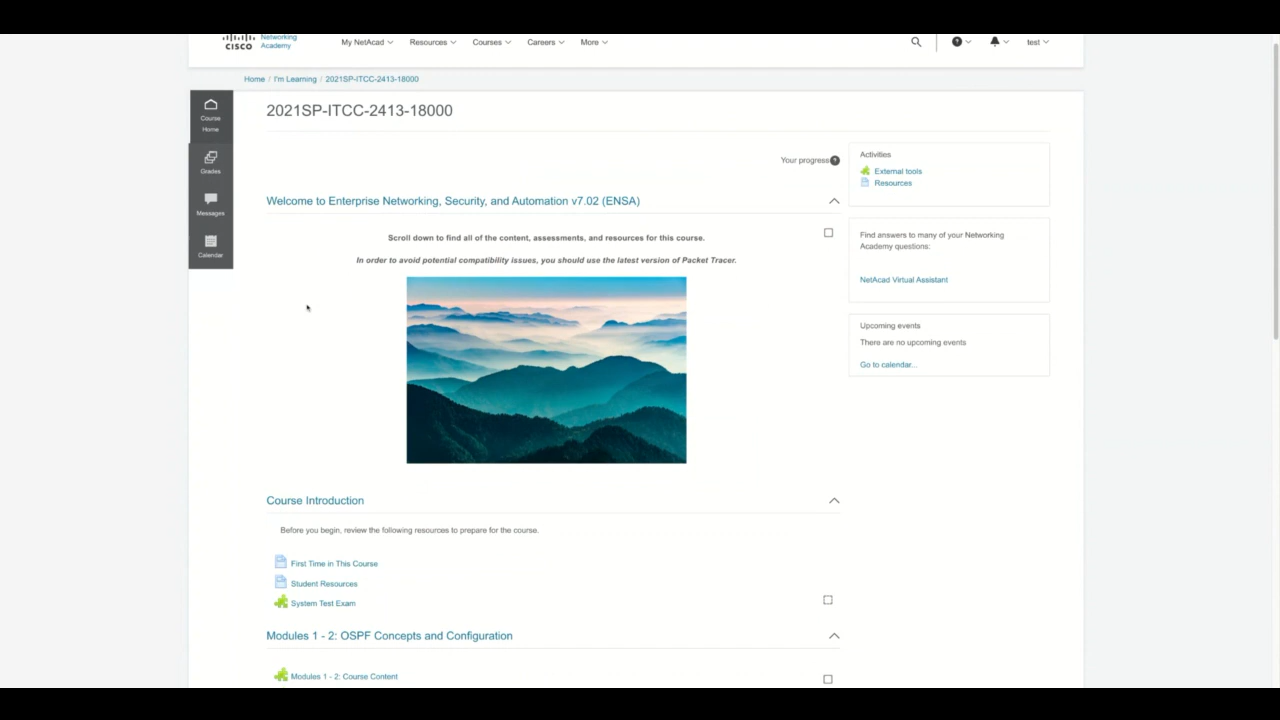 CISCO
Networking
Academy
My NetAcad
Resources
Courses
Careers
More
?
test
Home / I'm Learning / 2021SP-ITCC-2413-18000
Course
Home
Grades
Messages
Calendar
2021SP-ITCC-2413-18000
Your progress ?
Welcome to Enterprise Networking, Security, and Automation v7.02 (ENSA)
Scroll down to find all of the content, assessments, and resources for this course.
In order to avoid potential compatibility issues, you should use the latest version of Packet Tracer.
Course Introduction
Before you begin, review the following resources to prepare for the course.
First Time in This Course
Student Resources
System Test Exam
Modules 1 - 2: OSPF Concepts and Configuration
Modules 1 - 2: Course Content
Activities
External tools
Resources
Find answers to many of your Networking
Academy questions:
NetAcad Virtual Assistant
Upcoming events
There are no upcoming events
Go to calendar...